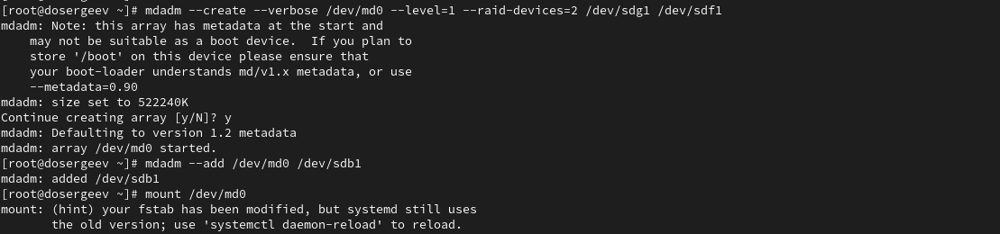 [root@dosergeev ~]# mdadm --create --verbose /dev/md0 --level=1 --raid-devices=2 /dev/sdg1 /dev/sdf1
mdadm: Note: this array has metadata at the start and
    may not be suitable as a boot device.  If you plan to
    store '/boot' on this device please ensure that
    your boot-loader understands md/v1.x metadata, or use
    --metadata=0.90
mdadm: size set to 522240K
Continue creating array [y/N]? y
mdadm: Defaulting to version 1.2 metadata
mdadm: array /dev/md0 started.
[root@dosergeev ~]# mdadm --add /dev/md0 /dev/sdb1
mdadm: added /dev/sdb1
[root@dosergeev ~]# mount /dev/md0
mount: (hint) your fstab has been modified, but systemd still uses
       the old version; use 'systemctl daemon-reload' to reload.